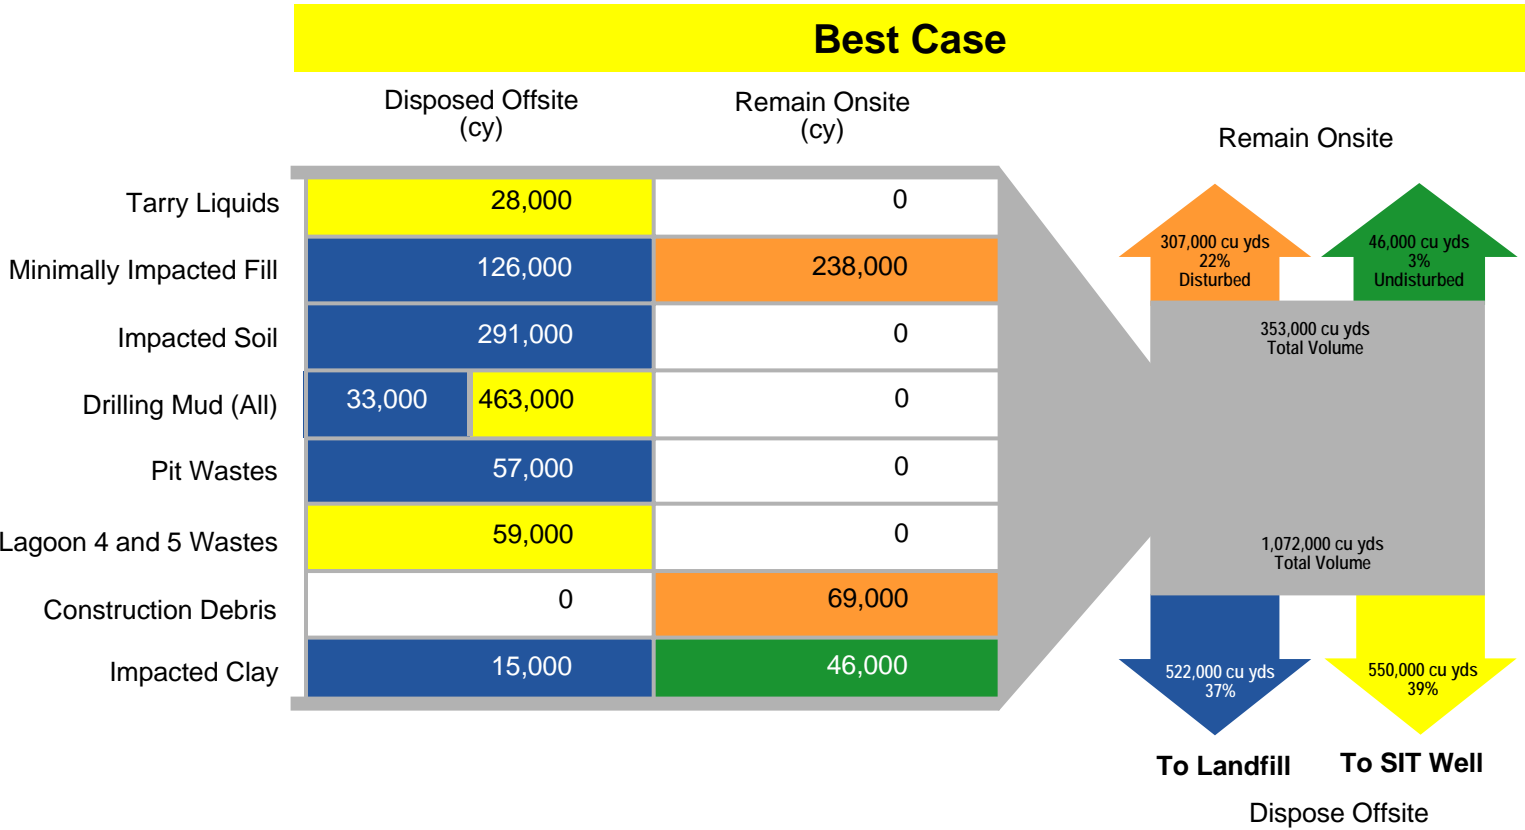 Best Case
Disposed Offsite
(cy)
Remain Onsite
(cy)
Tarry Liquids 28,000 0
Minimally Impacted Fill 126,000 238,000
Impacted Soil 291,000 0
Drilling Mud (All) 33,000 463,000 0
Pit Wastes 57,000 0
Lagoon 4 and 5 Wastes 59,000 0
Construction Debris 0 69,000
Impacted Clay 15,000 46,000
Remain Onsite
307,000 cu yds
22%
Disturbed
46,000 cu yds
3%
Undisturbed
353,000 cu yds
Total Volume
1,072,000 cu yds
Total Volume
522,000 cu yds
37%
550,000 cu yds
39%
To Landfill
To SIT Well
Dispose Offsite